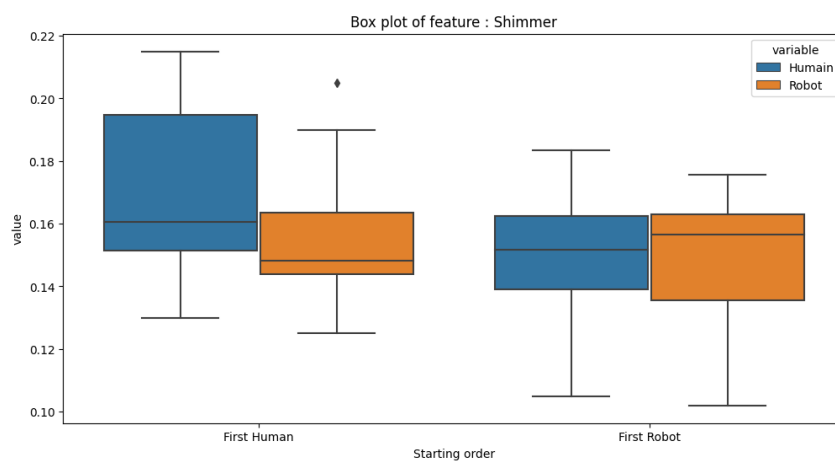 Box plot of feature : Shimmer
variable
Humain
Robot
value
0.22
0.20
0.18
0.16
0.14
0.12
0.10
First Human
First Robot
Starting order